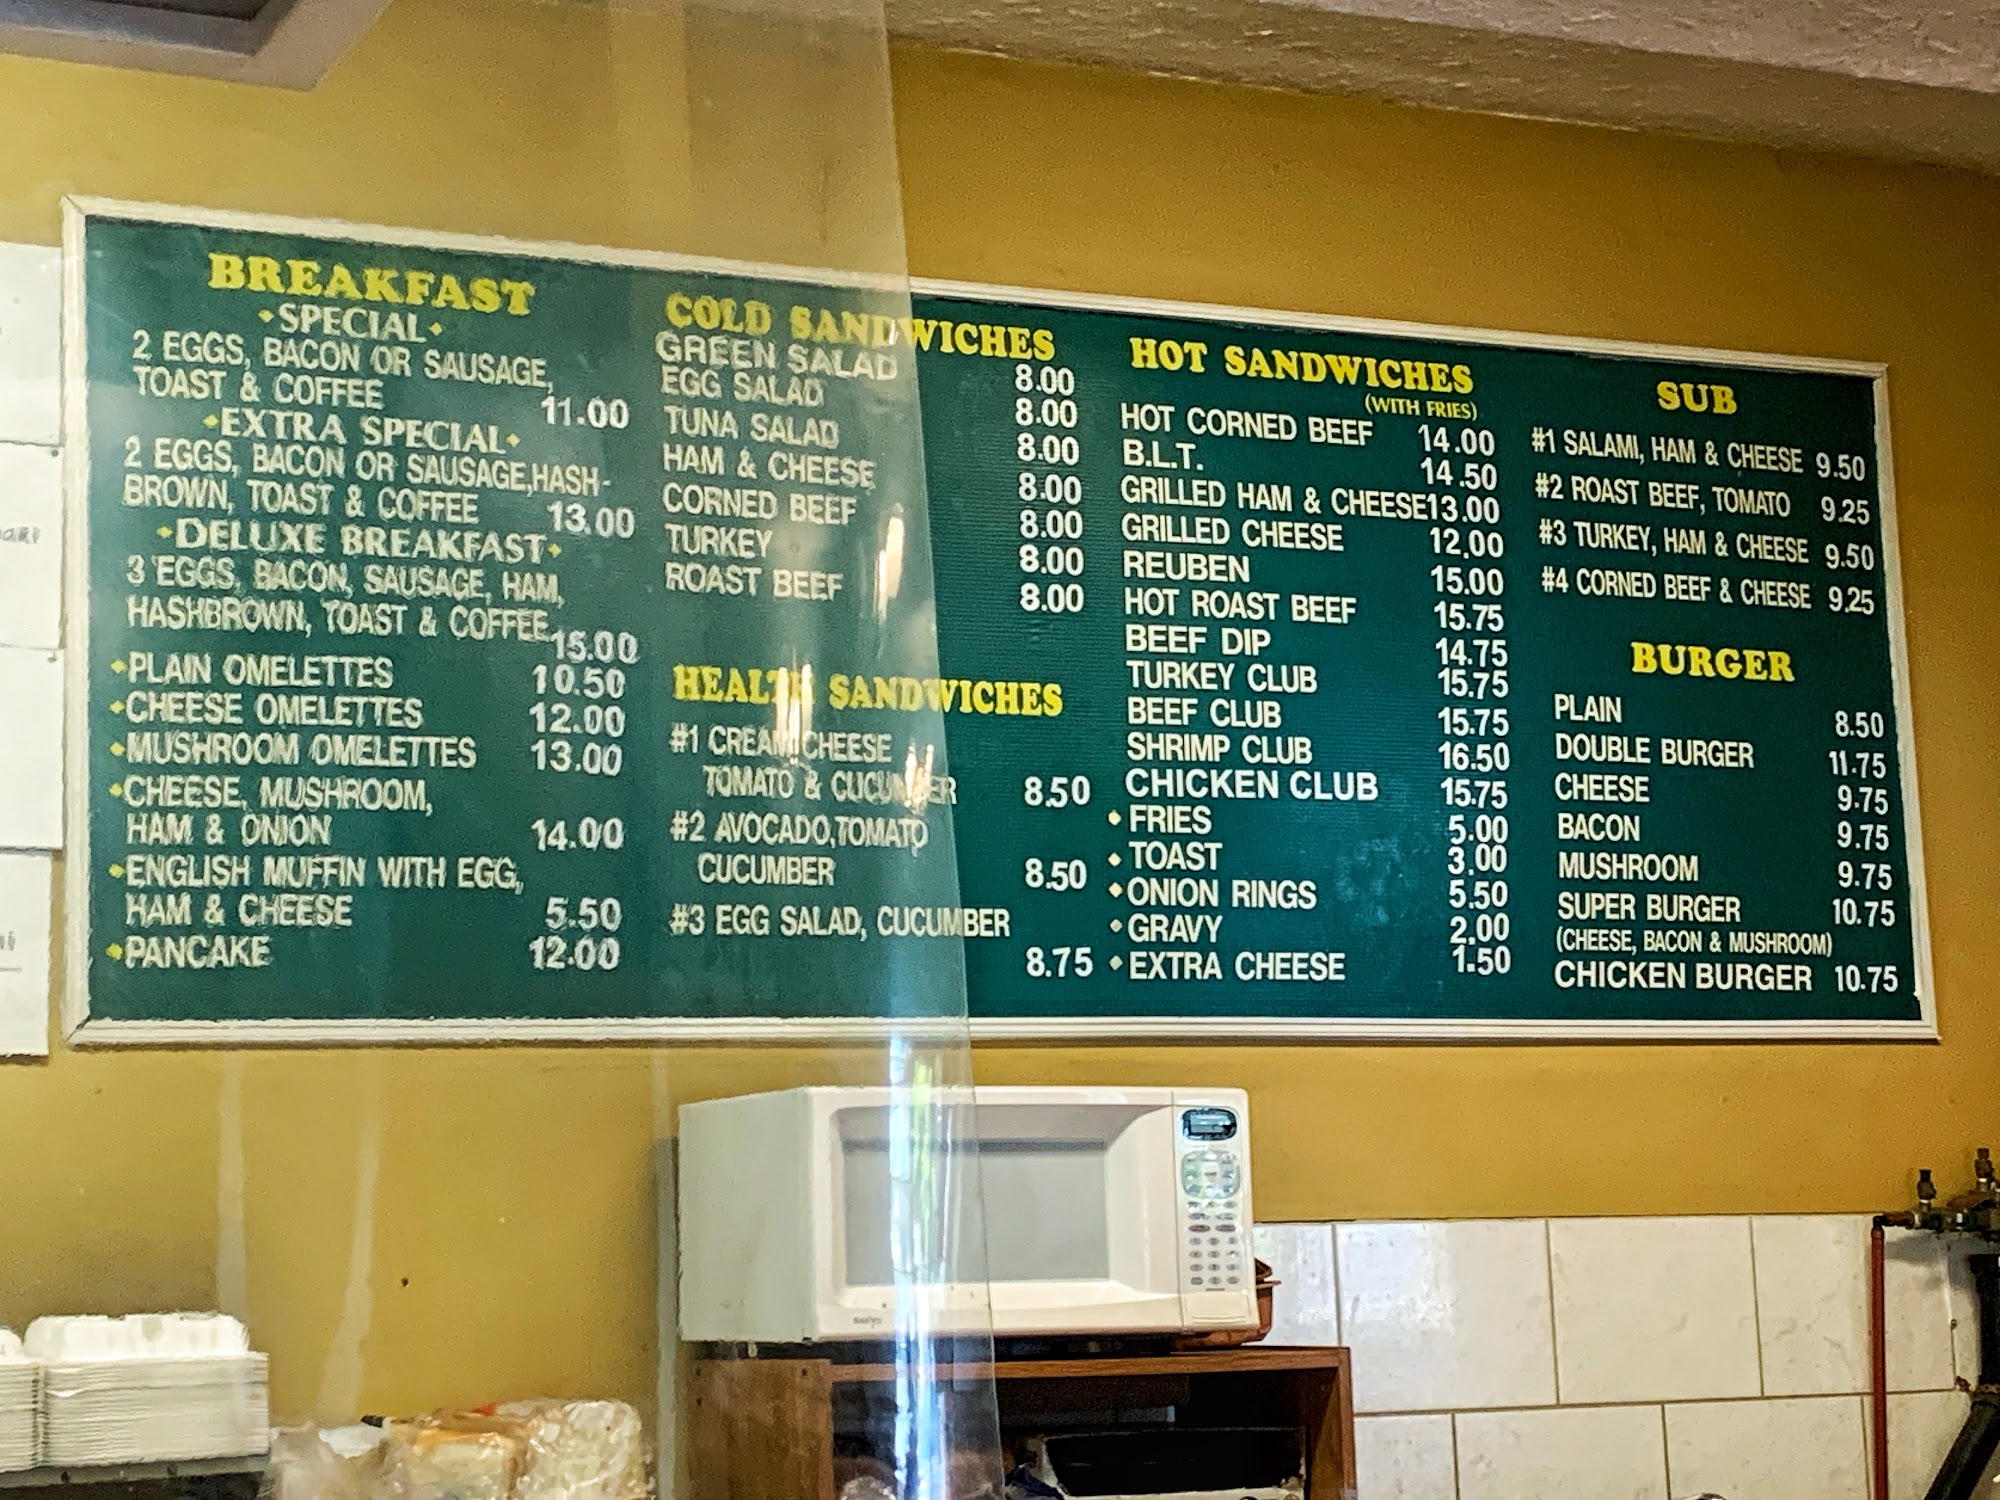 BREAKFAST
SPECIAL
2 EGGS, BACON OR SAUSAGE,
TOAST & COFFEE 11.00
EXTRA SPECIAL
2 EGGS, BACON OR SAUSAGE, HASH-
BROWN, TOAST & COFFEE 13.00
DELUXE BREAKFAST
3 EGGS, BACON, SAUSAGE, HAM,
HASHBROWN, TOAST & COFFEE 15.00
PLAIN OMELETTES 10.50
CHEESE OMELETTES 12.00
MUSHROOM OMELETTES 13.00
CHEESE, MUSHROOM,
HAM & ONION 14.00
ENGLISH MUFFIN WITH EGG,
HAM & CHEESE 5.50
PANCAKE 12.00
COLD SANDWICHES
GREEN SALAD 8.00
EGG SALAD 8.00
TUNA SALAD 8.00
HAM & CHEESE 8.00
CORNED BEEF 8.00
TURKEY 8.00
ROAST BEEF 8.00
HEALTH SANDWICHES
#1 CREAM CHEESE
TOMATO & CUCUMBER 8.50
#2 AVOCADO, TOMATO
CUCUMBER 8.50
#3 EGG SALAD, CUCUMBER
8.75
HOT SANDWICHES
(WITH FRIES)
HOT CORNED BEEF 14.00
B.L.T. 14.50
GRILLED HAM & CHEESE 13.00
GRILLED CHEESE 12.00
REUBEN 15.00
HOT ROAST BEEF 15.75
BEEF DIP 14.75
TURKEY CLUB 15.75
BEEF CLUB 15.75
SHRIMP CLUB 16.50
CHICKEN CLUB 15.75
FRIES 5.00
TOAST 3.00
ONION RINGS 5.50
GRAVY 2.00
EXTRA CHEESE 1.50
SUB
#1 SALAMI, HAM & CHEESE 9.50
#2 ROAST BEEF, TOMATO 9.25
#3 TURKEY, HAM & CHEESE 9.50
#4 CORNED BEEF & CHEESE 9.25
BURGER
PLAIN 8.50
DOUBLE BURGER 11.75
CHEESE 9.75
BACON 9.75
MUSHROOM 9.75
SUPER BURGER 10.75
(CHEESE, BACON & MUSHROOM)
CHICKEN BURGER 10.75
SANYO